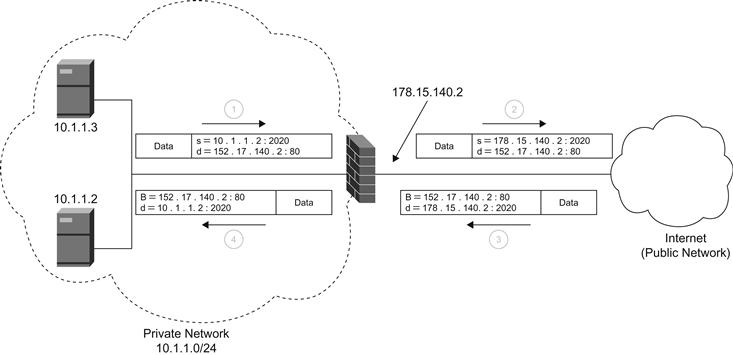 10.1.1.3
10.1.1.2
1
Data
s = 10 . 1 . 1 . 2 : 2020
d = 152 . 17 . 140 . 2 : 80
B = 152 . 17 . 140 . 2 : 80
d = 10 . 1 . 1 . 2 : 2020
Data
4
178.15.140.2
2
Data
s = 178 . 15 . 140 . 2 : 2020
d = 152 . 17 . 140 . 2 : 80
B = 152 . 17 . 140 . 2 : 80
d = 178 . 15 . 140 . 2 : 2020
Data
3
Internet
(Public Network)
Private Network
10.1.1.0/24